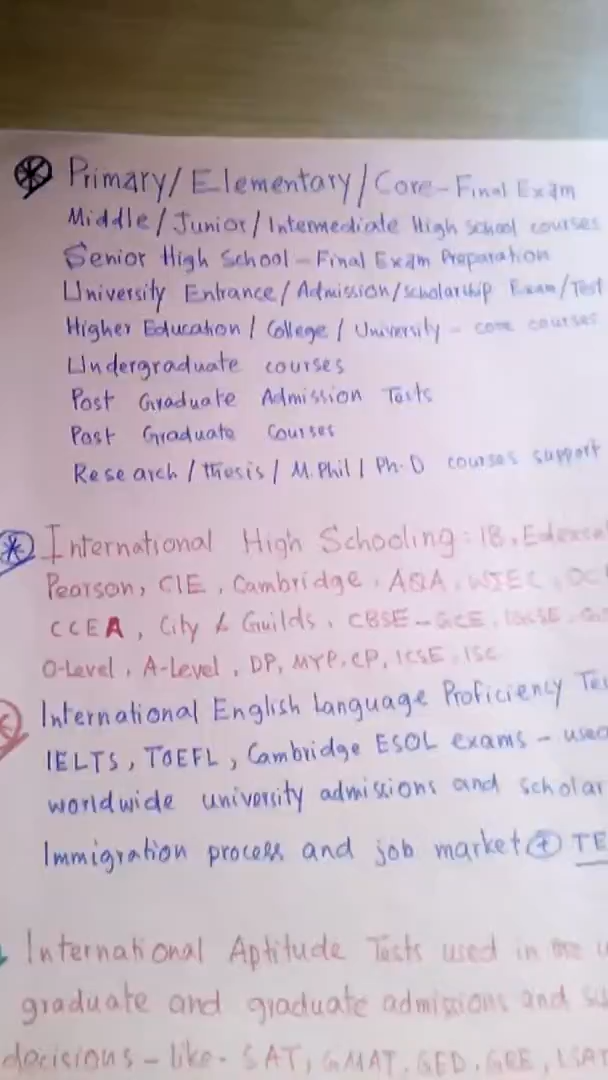 Primary/Elementary/Core-Final Exam
Middle/Junior/Intermediate High school courses
Senior High School-Final Exam Preparation
University Entrance/Admission/scholarship Exam/Test
Higher Education/College/University- core courses
Undergraduate courses
Post Graduate Admission Tests
Post Graduate Courses
Research/thesis/M.Phil/Ph.D courses support
International High Schooling: IB, Edexcel
Pearson, CIE, Cambridge, AQA, WJEC,
CCEA, City & Guilds, CBSE-GCE, IGCSE,
O-Level, A-Level, DP, MYP, CP, ICSE, ISC
International English Language Proficiency
IELTS, TOEFL, Cambridge ESOL exams - used
worldwide university admissions and scholar
Immigration process and job market + TE
International Aptitude Tests used in the
graduate and graduate admissions and
decisions-like- SAT, GMAT, GED, GRE, LSAT